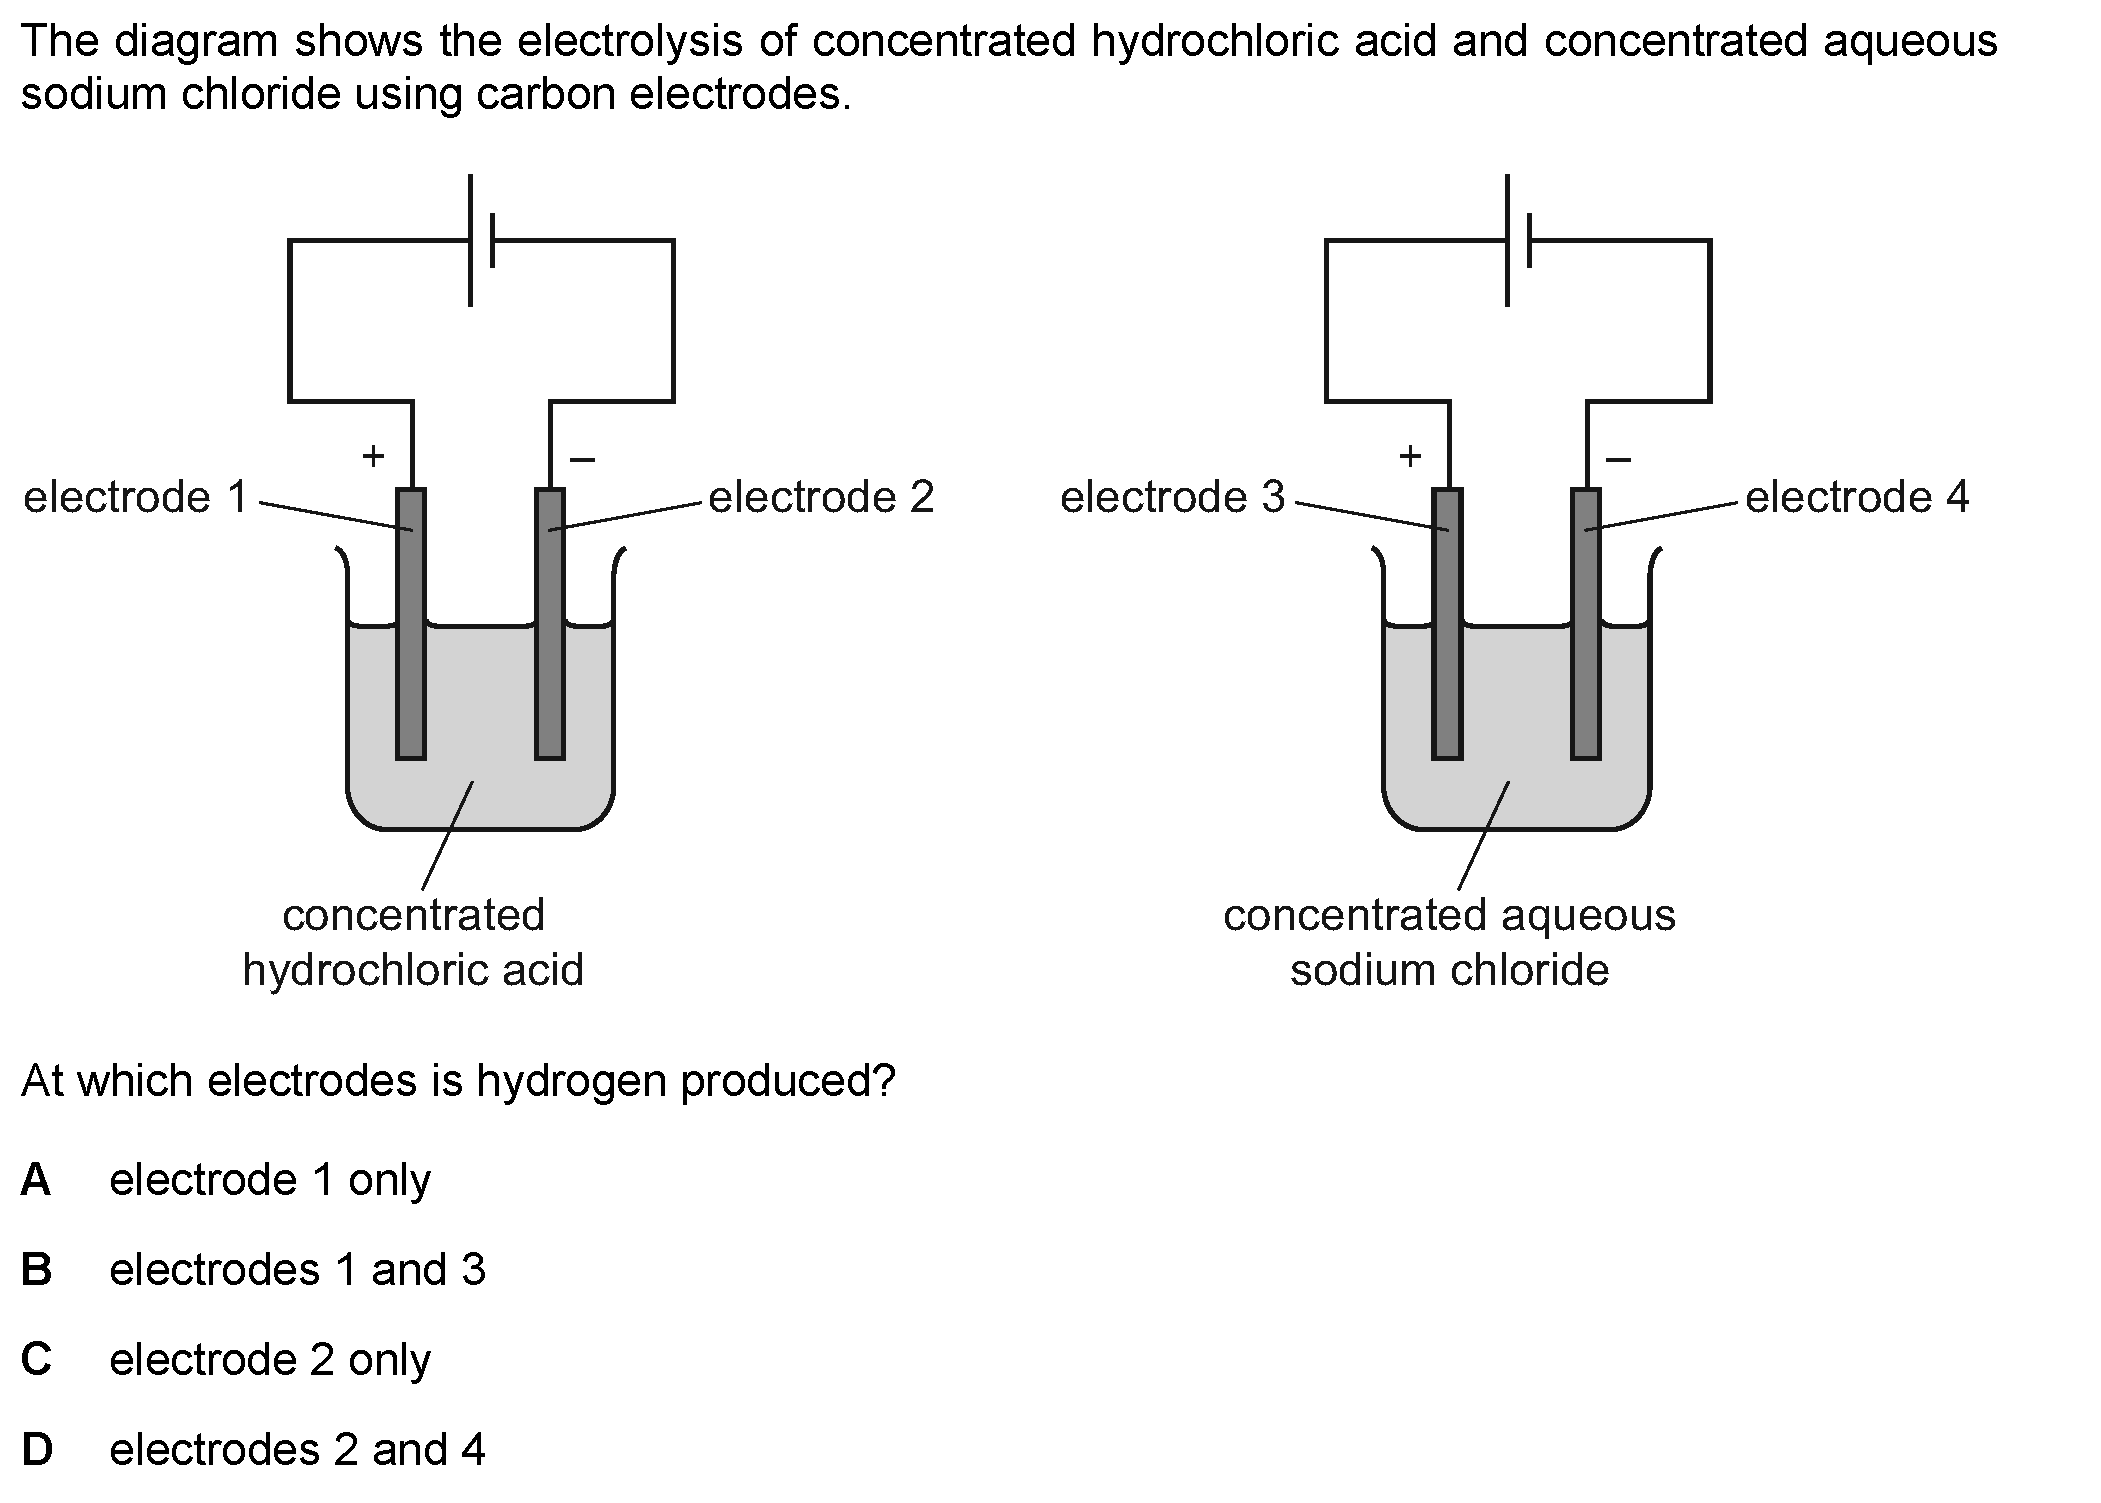 The diagram shows the electrolysis of concentrated hydrochloric acid and concentrated aqueous
sodium chloride using carbon electrodes.
+
–
electrode 1
electrode 2
concentrated
hydrochloric acid
+
–
electrode 3
electrode 4
concentrated aqueous
sodium chloride
At which electrodes is hydrogen produced?
A electrode 1 only
B electrodes 1 and 3
C electrode 2 only
D electrodes 2 and 4